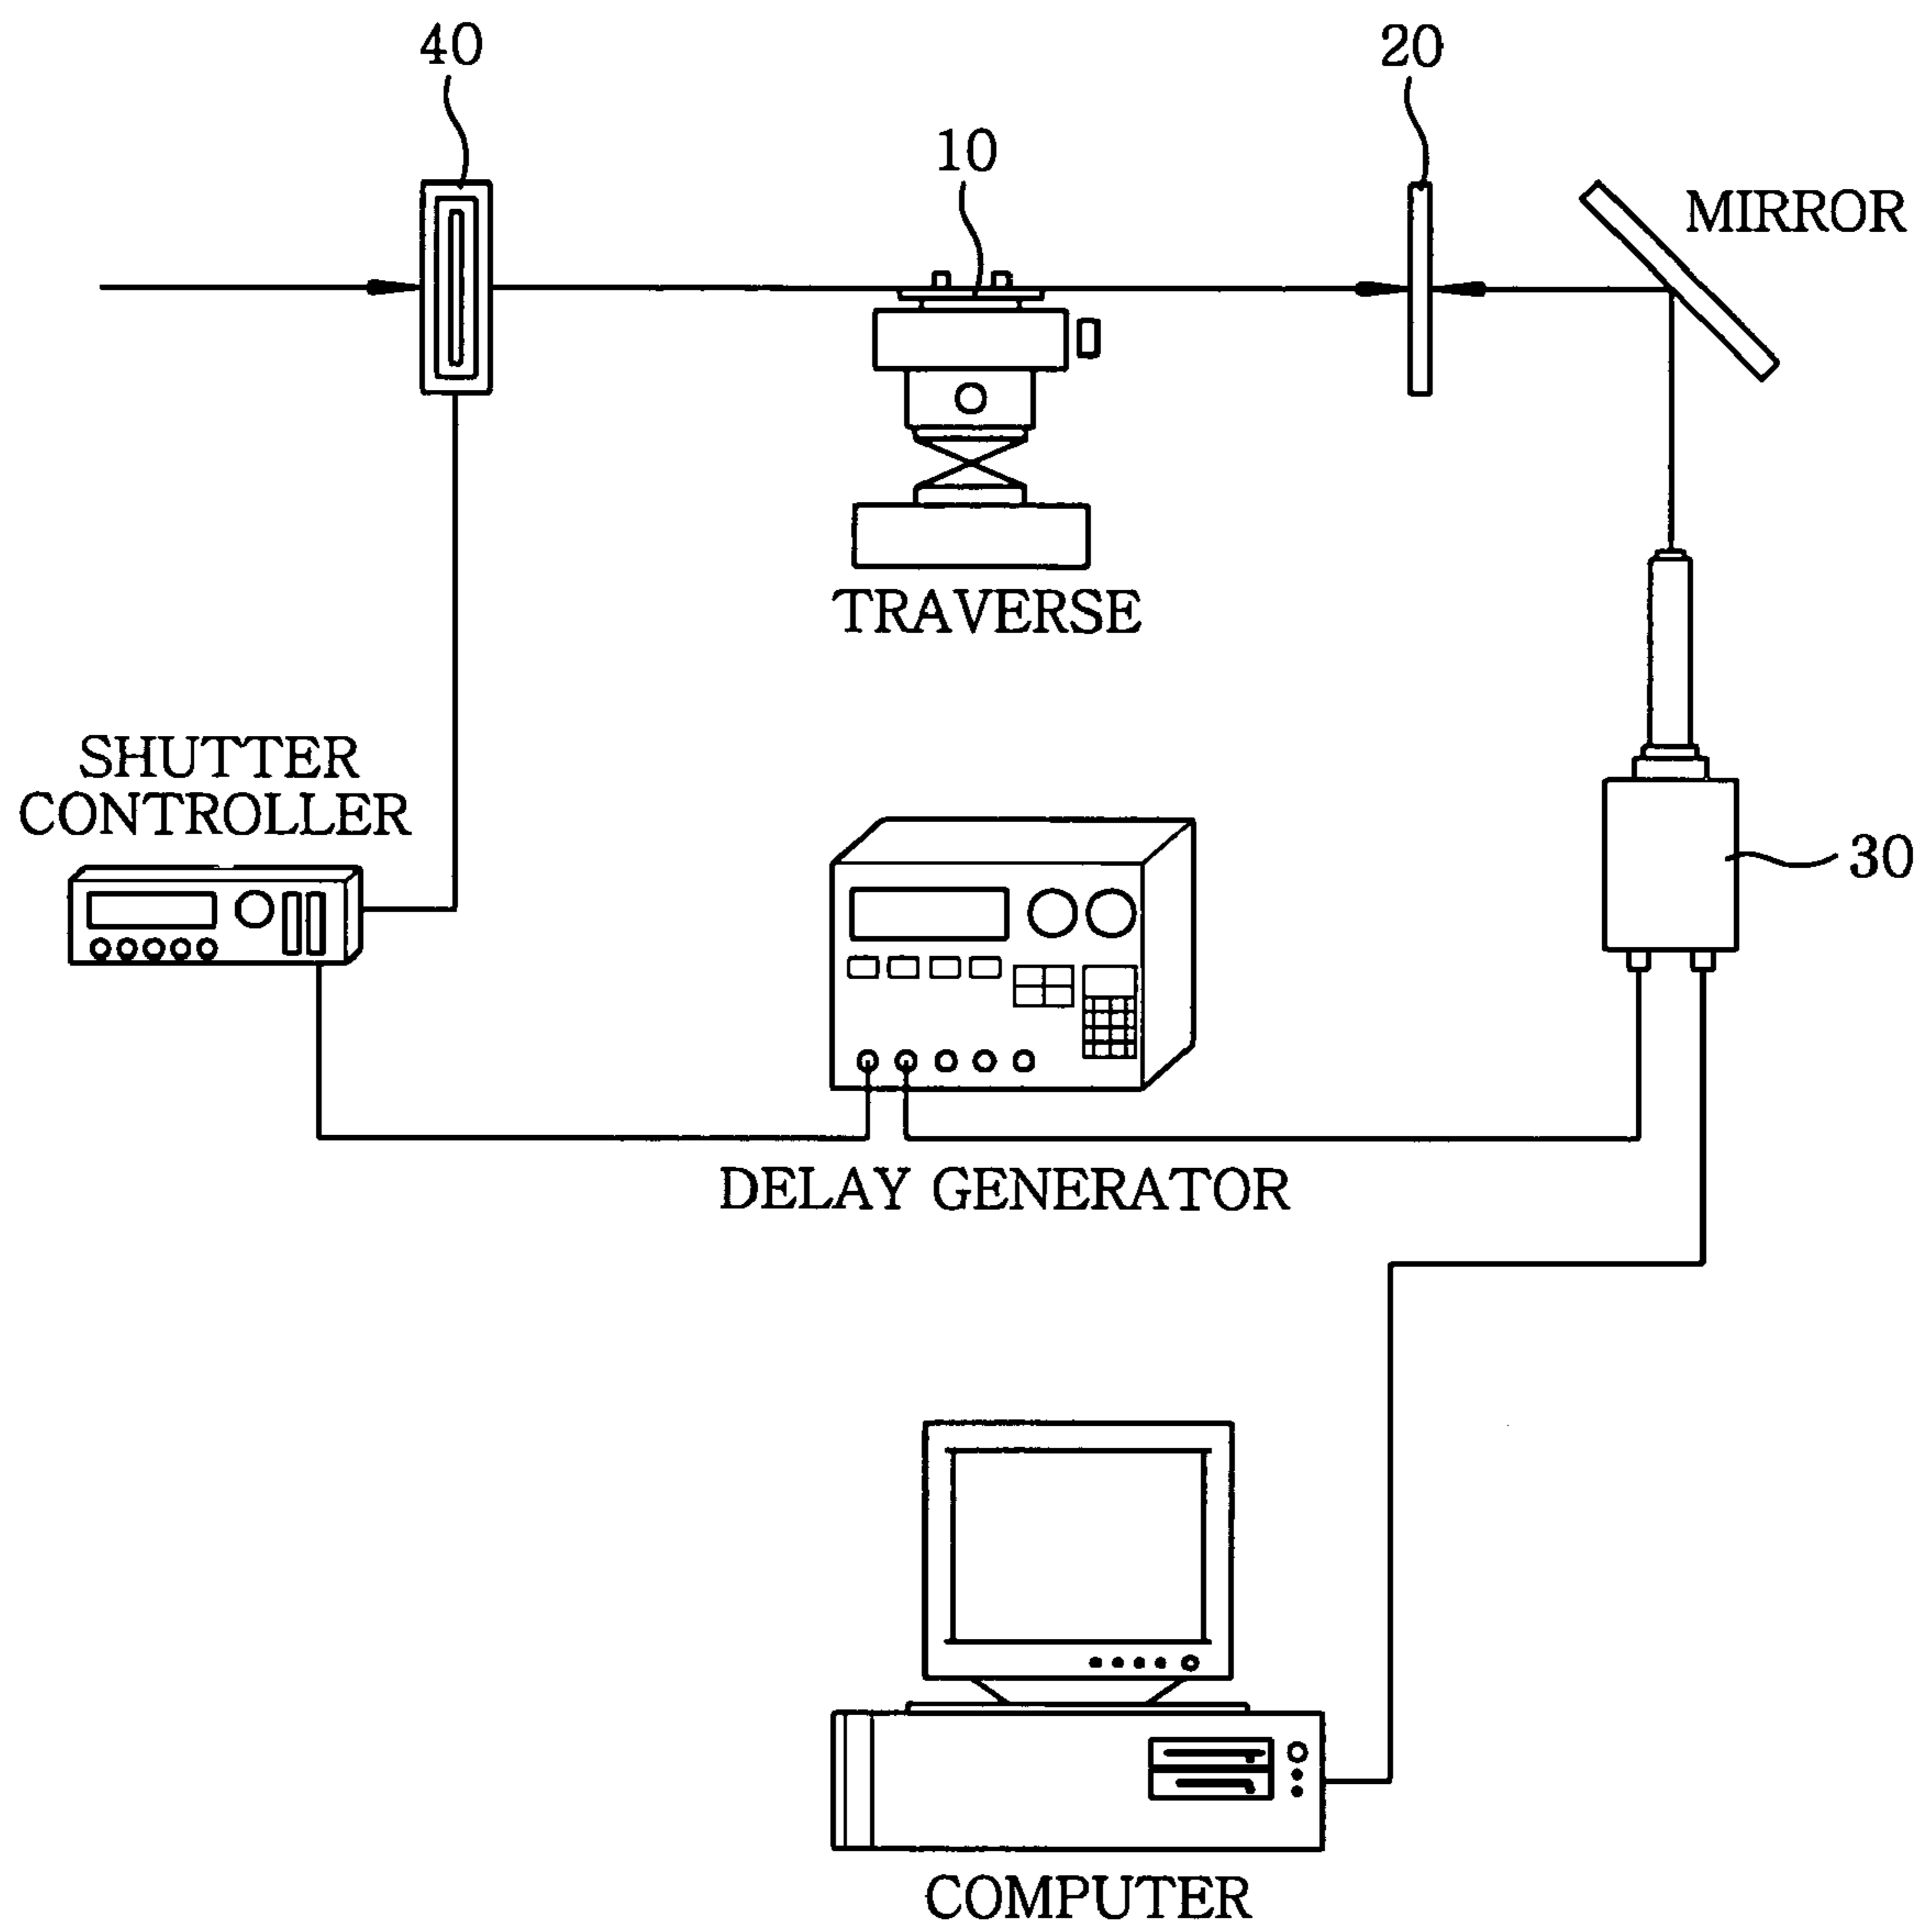 40
20
10
MIRROR
TRAVERSE
SHUTTER
CONTROLLER
30
DELAY GENERATOR
COMPUTER